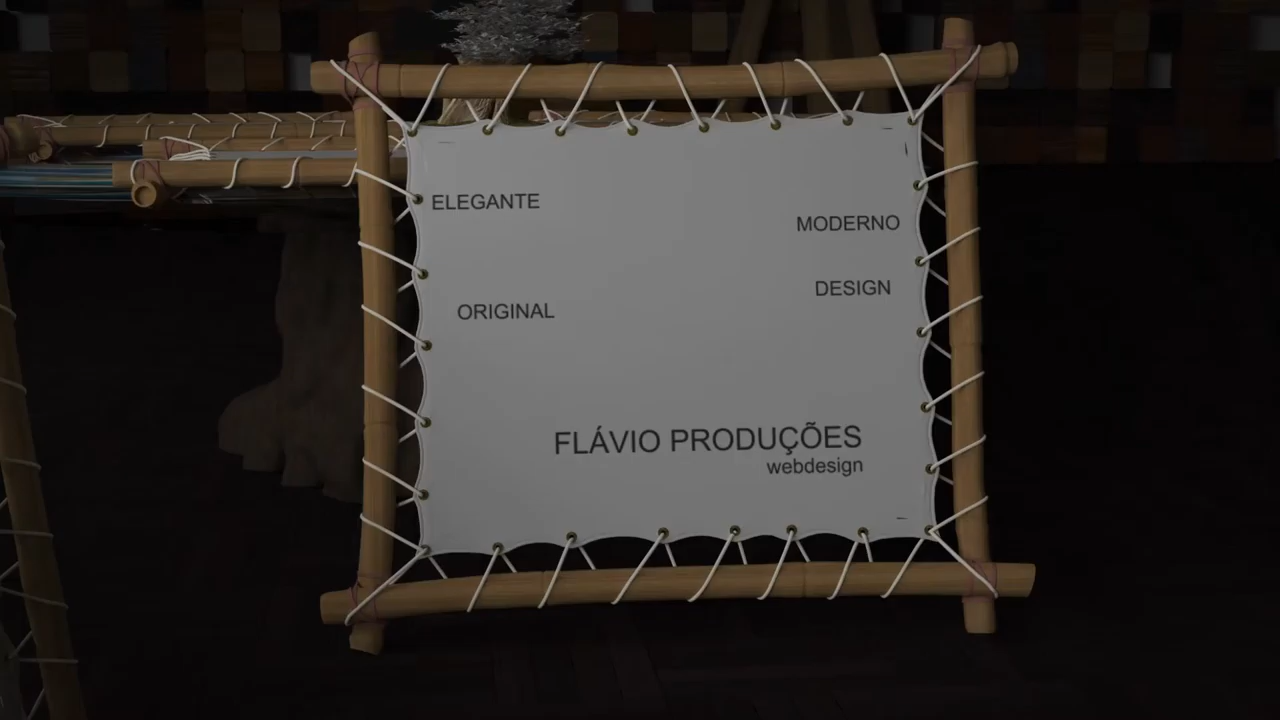 ELEGANTE
MODERNO
DESIGN
ORIGINAL
FLÁVIO PRODUÇÕES
webdesign